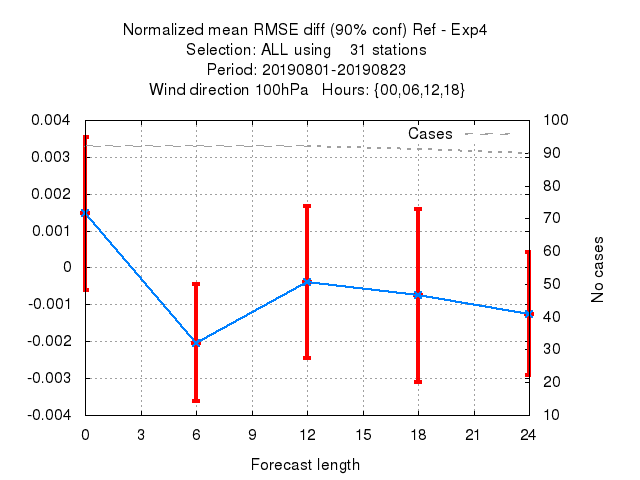 Normalized mean RMSE diff (90% conf) Ref - Exp4
Selection: ALL using    31 stations
Period: 20190801-20190823
Wind direction 100hPa   Hours: {00,06,12,18}
0.004
0.003
0.002
0.001
0
-0.001
-0.002
-0.003
-0.004
Cases
100
90
80
70
60
50
40
30
20
10
No cases
0 3 6 9 12 15 18 21 24
Forecast length